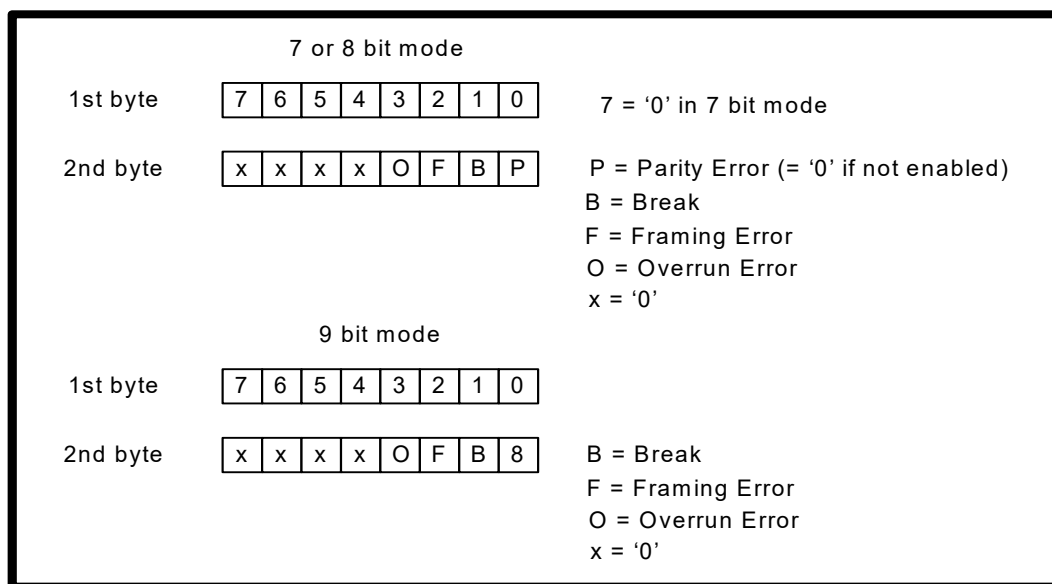 7 or 8 bit mode
1st byte 7 6 5 4 3 2 1 0 7 = ‘0’ in 7 bit mode
2nd byte x x x x O F B P P = Parity Error (= ‘0’ if not enabled)
B = Break
F = Framing Error
O = Overrun Error
x = ‘0’
9 bit mode
1st byte 7 6 5 4 3 2 1 0
2nd byte x x x x O F B 8 B = Break
F = Framing Error
O = Overrun Error
x = ‘0’